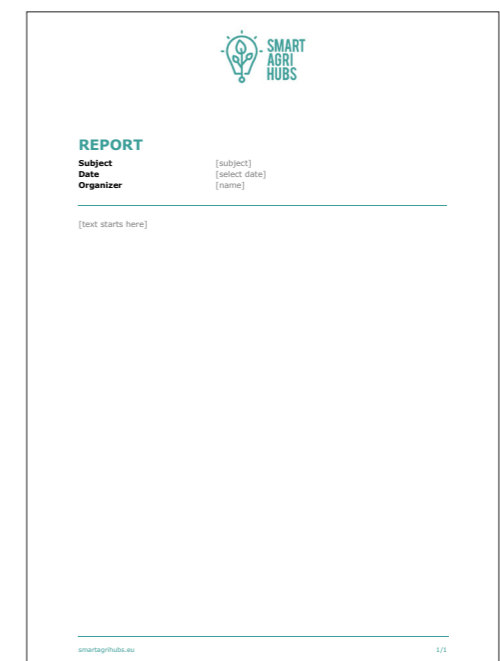 SMART
AGRI
HUBS
REPORT
Subject [subject]
Date [select date]
Organizer [name]
[text starts here]
smartagrihubs.eu 1/1